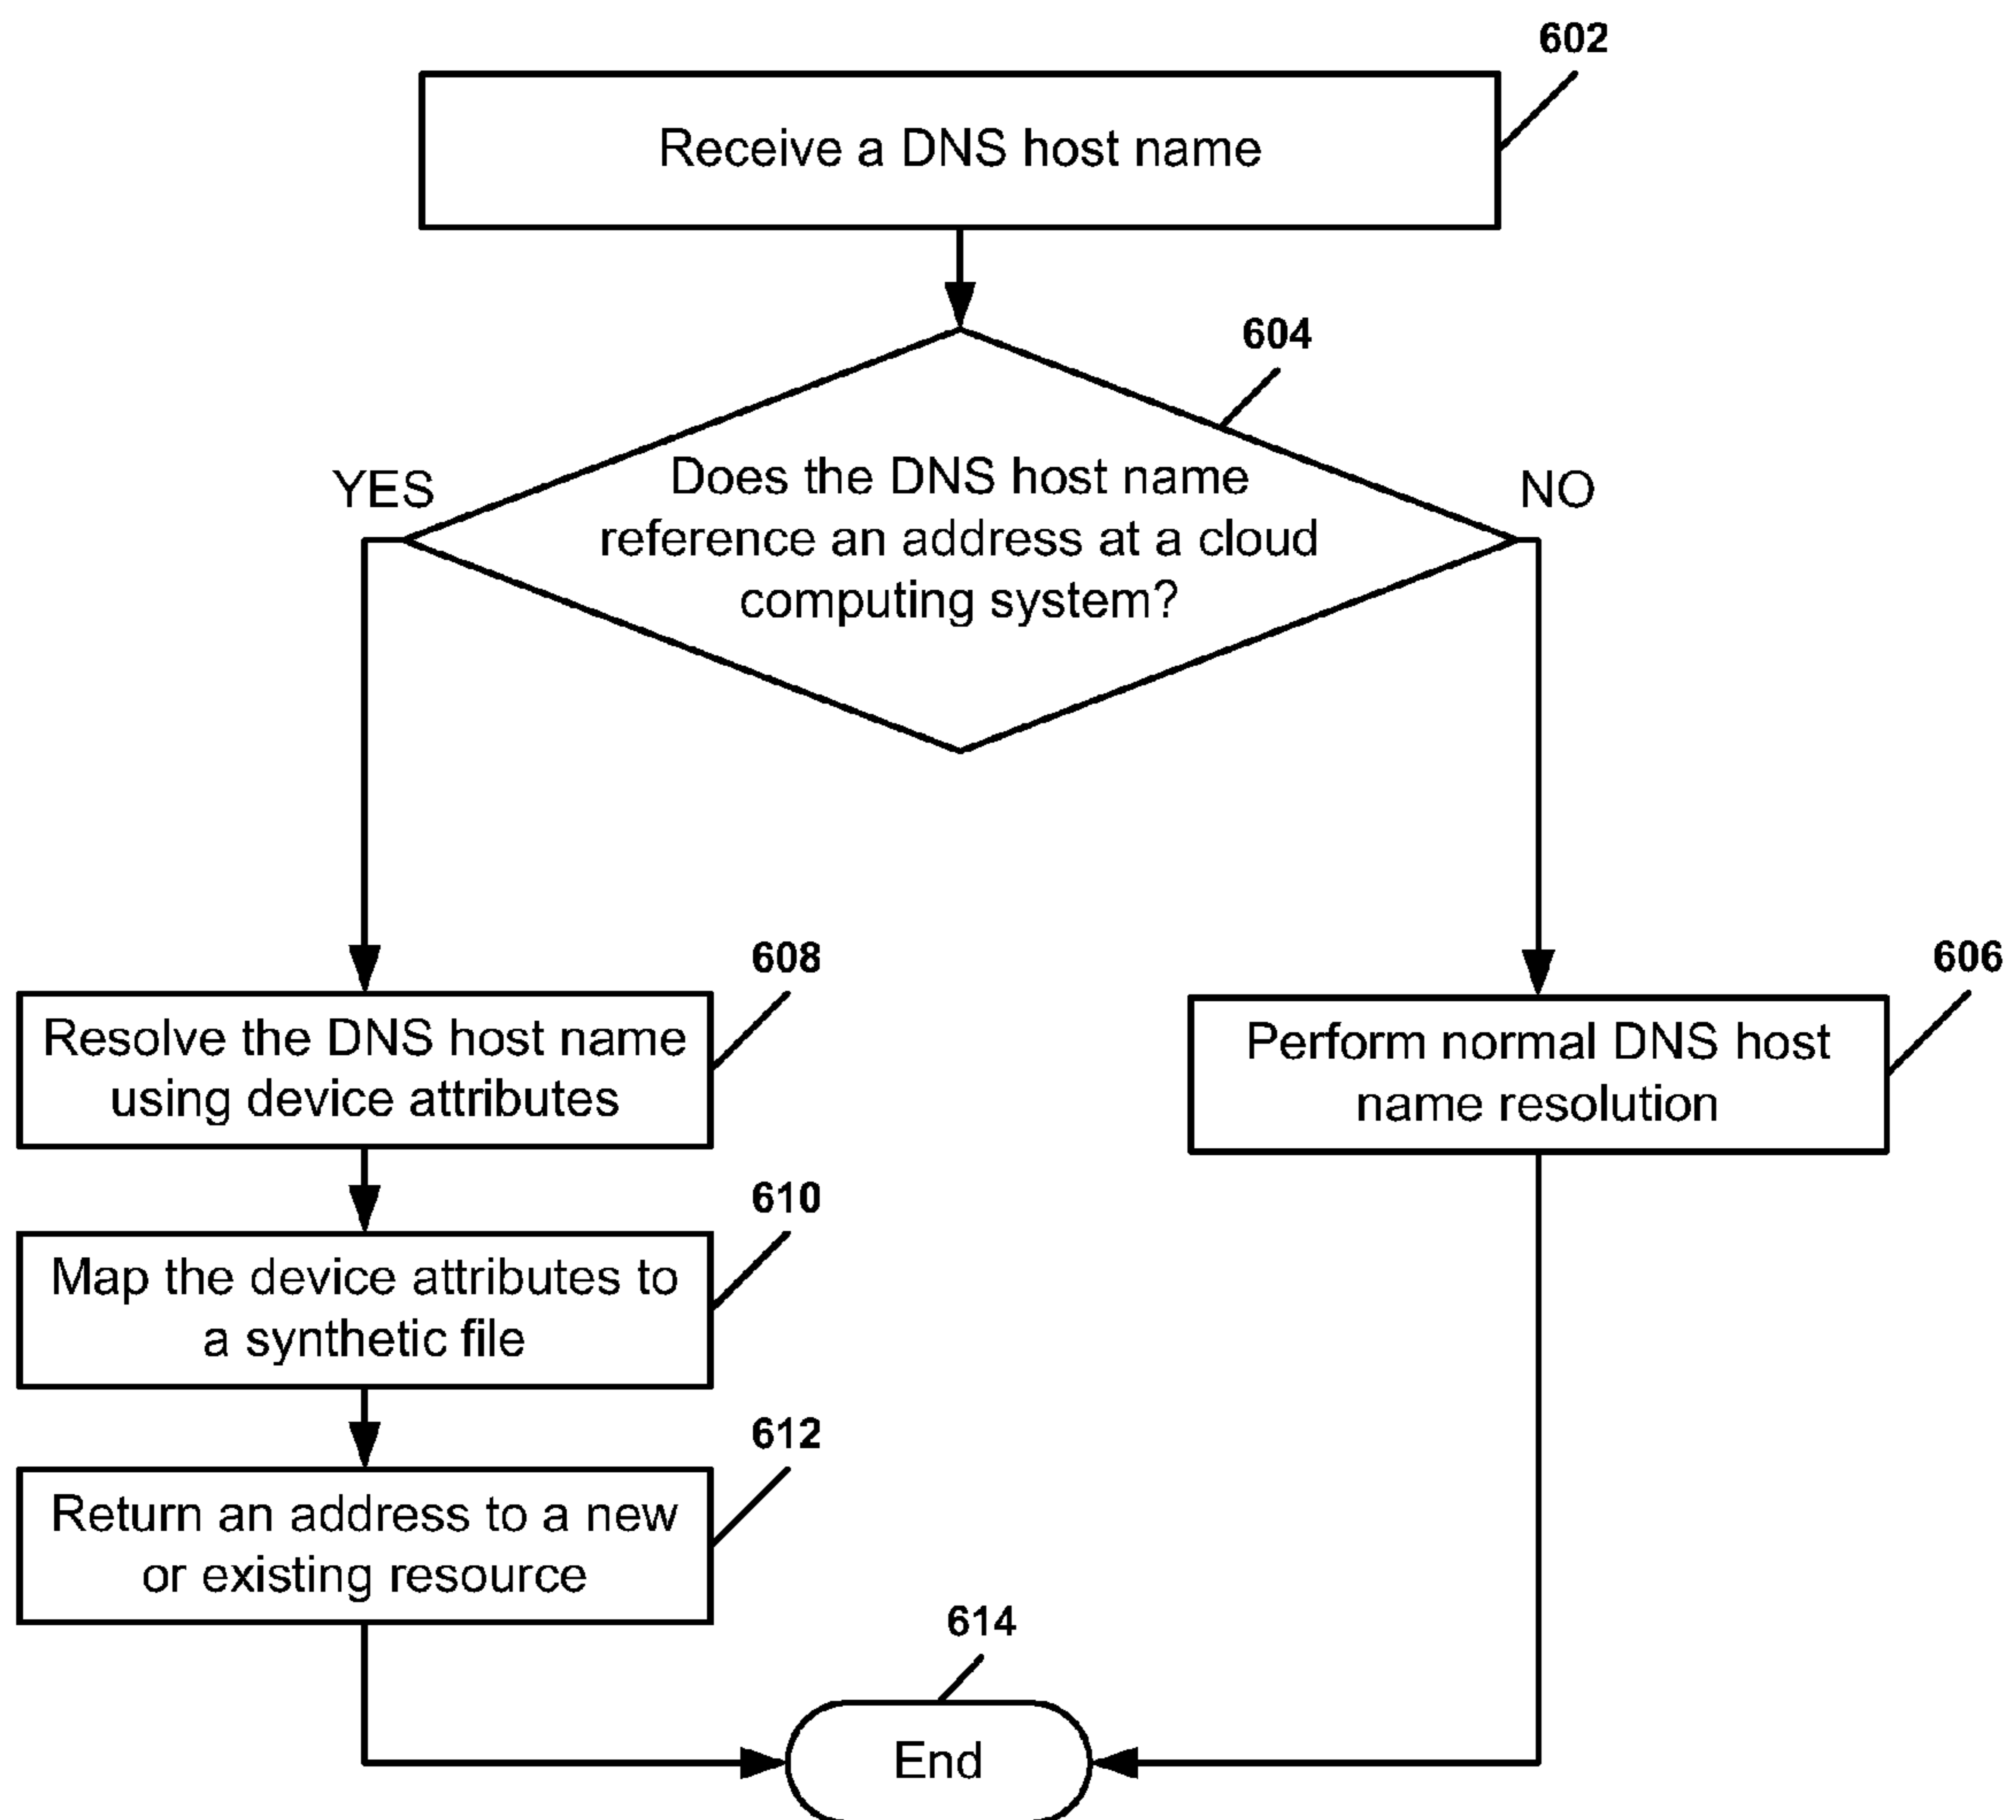 602
Receive a DNS host name
604
YES
Does the DNS host name
reference an address at a cloud
computing system?
NO
608
Resolve the DNS host name
using device attributes
606
Perform normal DNS host
name resolution
610
Map the device attributes to
a synthetic file
612
Return an address to a new
or existing resource
614
End